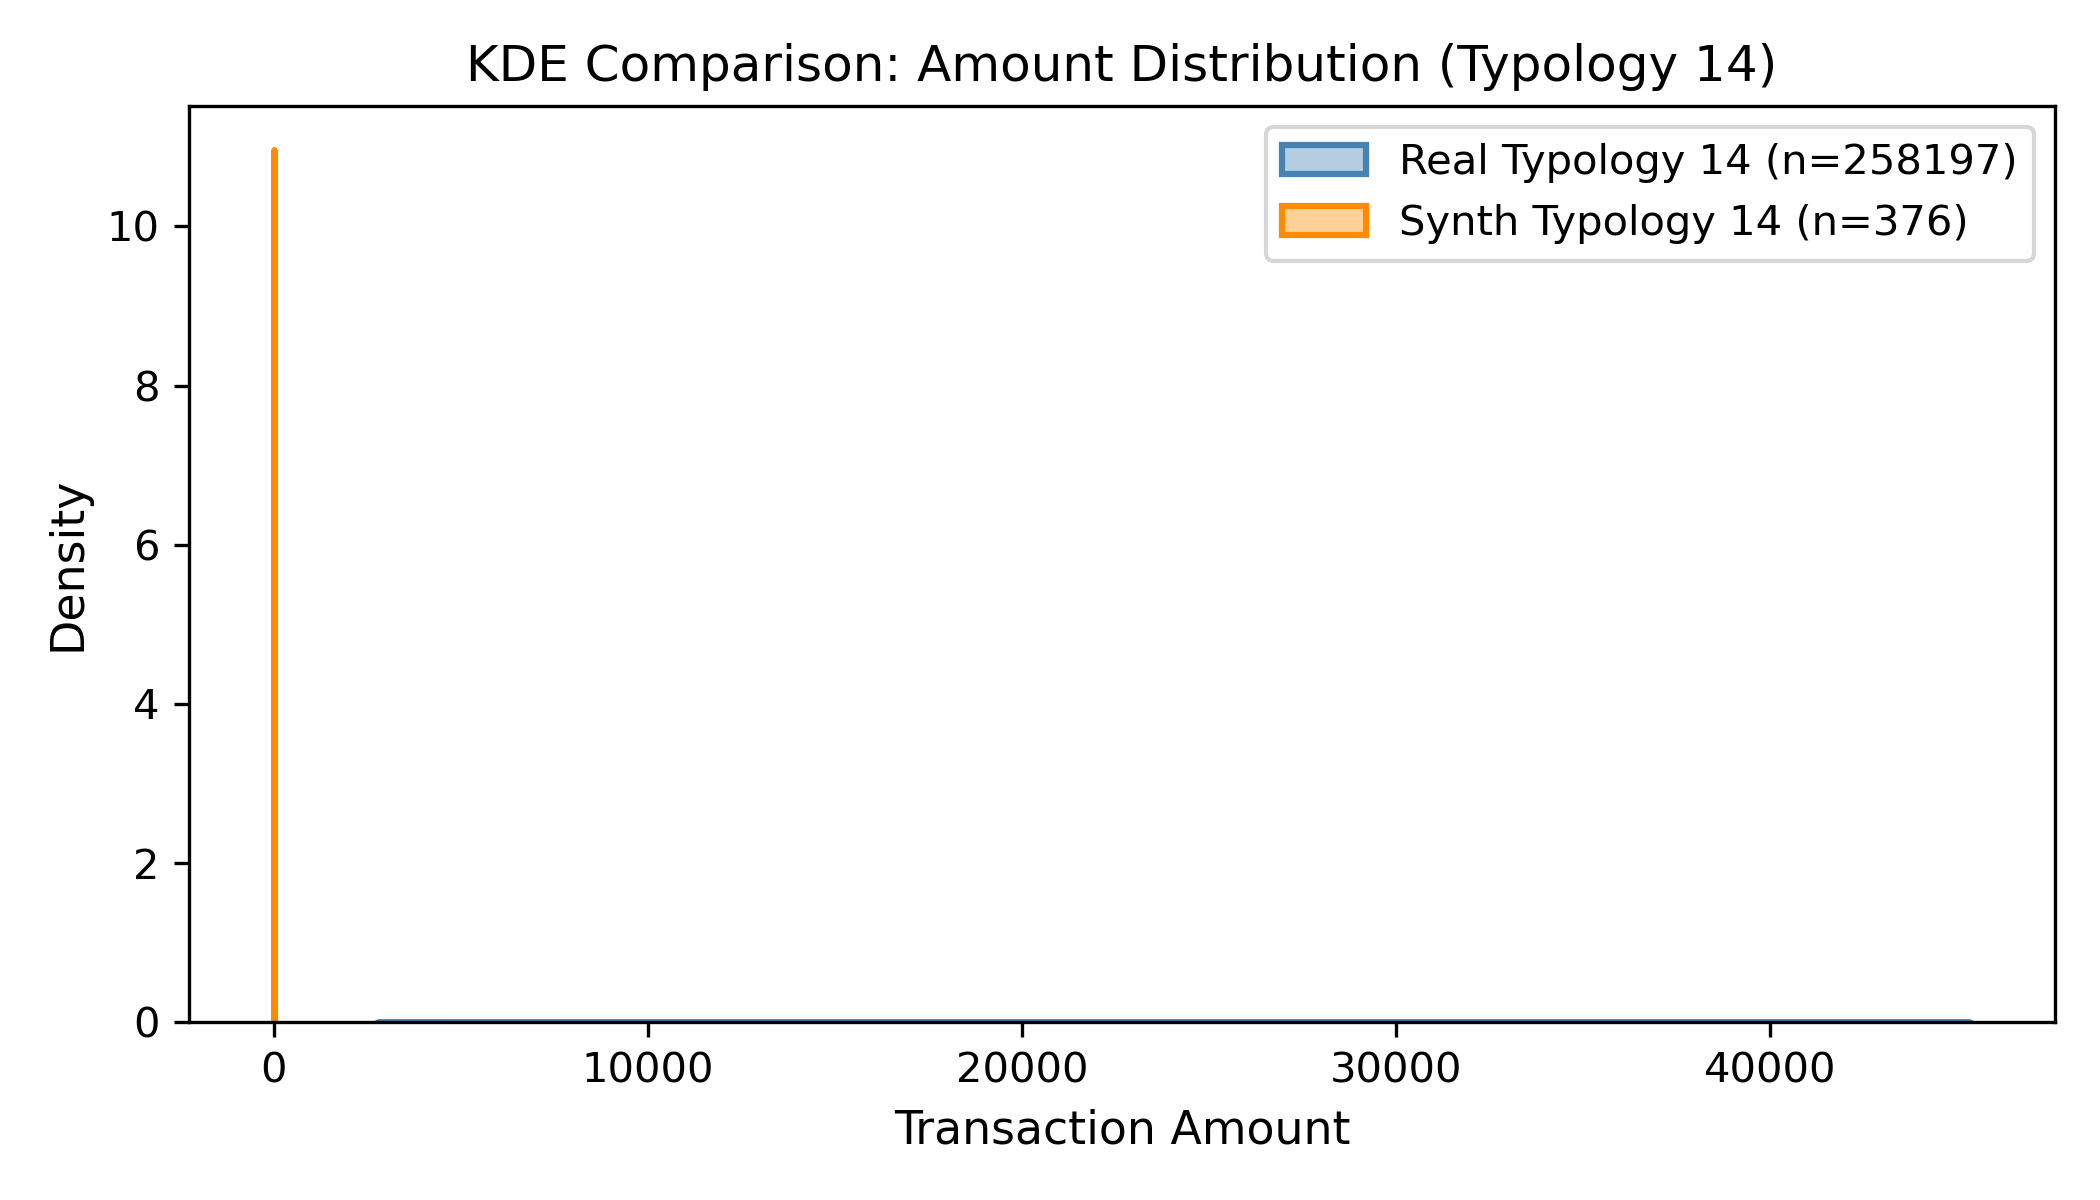 KDE Comparison: Amount Distribution (Typology 14)
Real Typology 14 (n=258197)
Synth Typology 14 (n=376)
Density
10
8
6
4
2
0
0 10000 20000 30000 40000
Transaction Amount